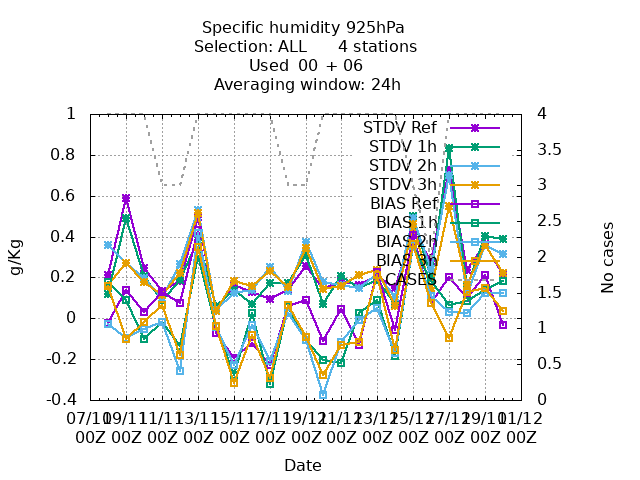 Specific humidity 925hPa
Selection: ALL      4 stations
Used  00 + 06
Averaging window: 24h
g/Kg
1
0.8
0.6
0.4
0.2
0
-0.2
-0.4
STDV Ref
STDV 1h
STDV 2h
STDV 3h
BIAS Ref
BIAS 1h
BIAS 2h
BIAS 3h
CASES
4
3.5
3
2.5
2
1.5
1
0.5
0
No cases
07/11 09/11 11/11 13/11 15/11 17/11 19/11 21/11 23/11 25/11 27/11 29/11 01/12
00Z 00Z 00Z 00Z 00Z 00Z 00Z 00Z 00Z 00Z 00Z 00Z 00Z
Date